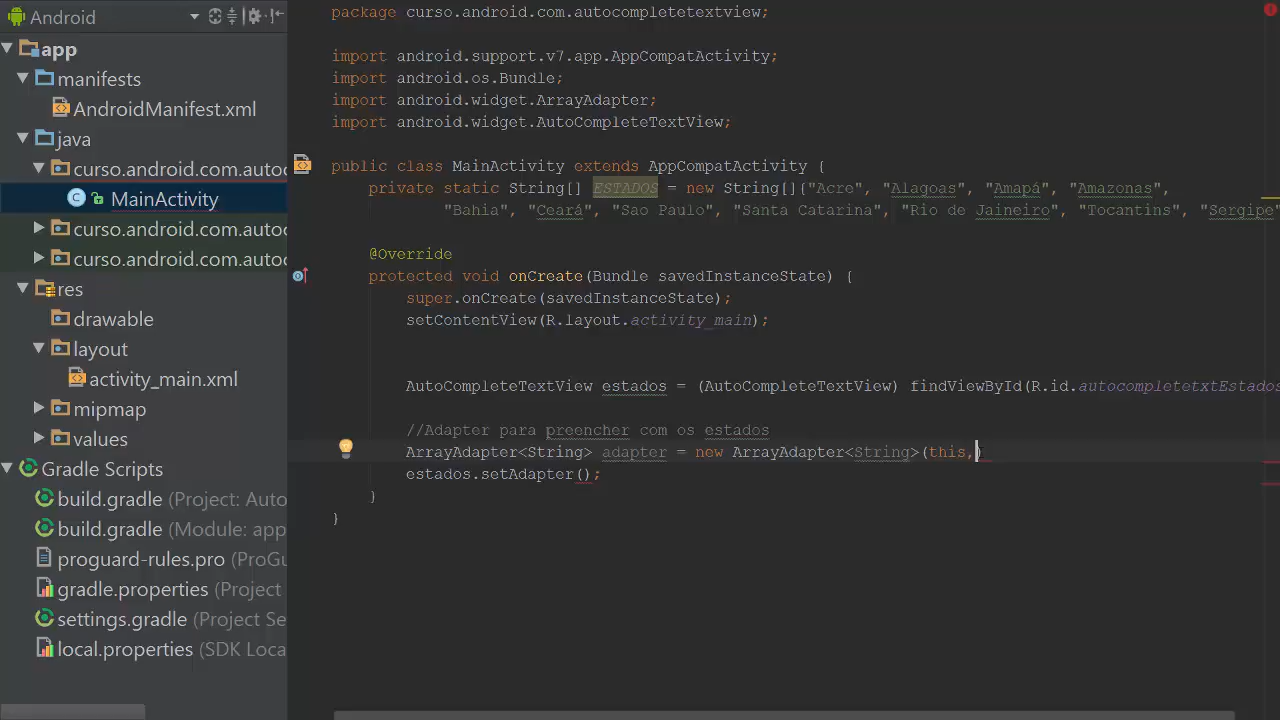 Android
app
manifests
AndroidManifest.xml
java
curso.android.com.autoc
MainActivity
curso.android.com.autoc
curso.android.com.autoc
res
drawable
layout
activity_main.xml
mipmap
values
Gradle Scripts
build.gradle (Project: Auto
build.gradle (Module: app
proguard-rules.pro (ProGu
gradle.properties (Project
settings.gradle (Project Se
local.properties (SDK Loca
package curso.android.com.autocompletetextview;
import android.support.v7.app.AppCompatActivity;
import android.os.Bundle;
import android.widget.ArrayAdapter;
import android.widget.AutoCompleteTextView;
public class MainActivity extends AppCompatActivity {
private static String[] ESTADOS = new String[]{"Acre", "Alagoas", "Amapá", "Amazonas",
"Bahia", "Ceará", "Sao Paulo", "Santa Catarina", "Rio de Jaineiro", "Tocantins", "Sergipe"
@Override
protected void onCreate(Bundle savedInstanceState) {
super.onCreate(savedInstanceState);
setContentView(R.layout.activity_main);
AutoCompleteTextView estados = (AutoCompleteTextView) findViewById(R.id.autocompletetxtEstados
//Adapter para preencher com os estados
ArrayAdapter<String> adapter = new ArrayAdapter<String>(this,)
estados.setAdapter();
}
}